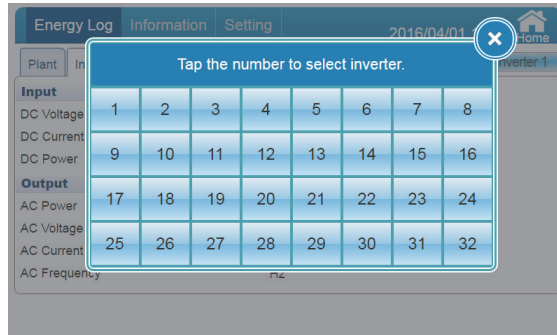 Energy Log Information Setting
2016/04/01
Home
Plant
Inverter 1
Tap the number to select inverter.
Input
DC Voltage
DC Current
DC Power
Output
AC Power
AC Voltage
AC Current
AC Frequency
Hz
1 2 3 4 5 6 7 8
9 10 11 12 13 14 15 16
17 18 19 20 21 22 23 24
25 26 27 28 29 30 31 32